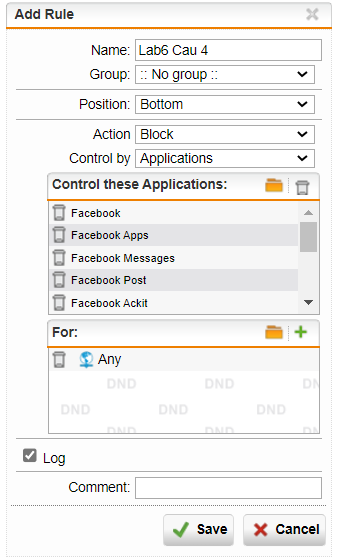 Add Rule
Name: Lab6 Cau 4
Group: :: No group ::
Position: Bottom
Action Block
Control by Applications
Control these Applications:
Facebook
Facebook Apps
Facebook Messages
Facebook Post
Facebook Ackit
For:
Any
DND DND
DND DND DND
DND DND
Log
Comment:
Save Cancel